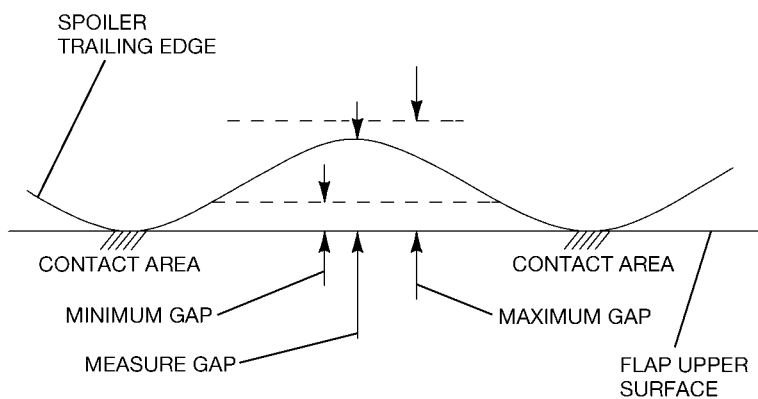 SPOILER
TRAILING EDGE
CONTACT AREA
CONTACT AREA
MINIMUM GAP
MAXIMUM GAP
MEASURE GAP
FLAP UPPER
SURFACE